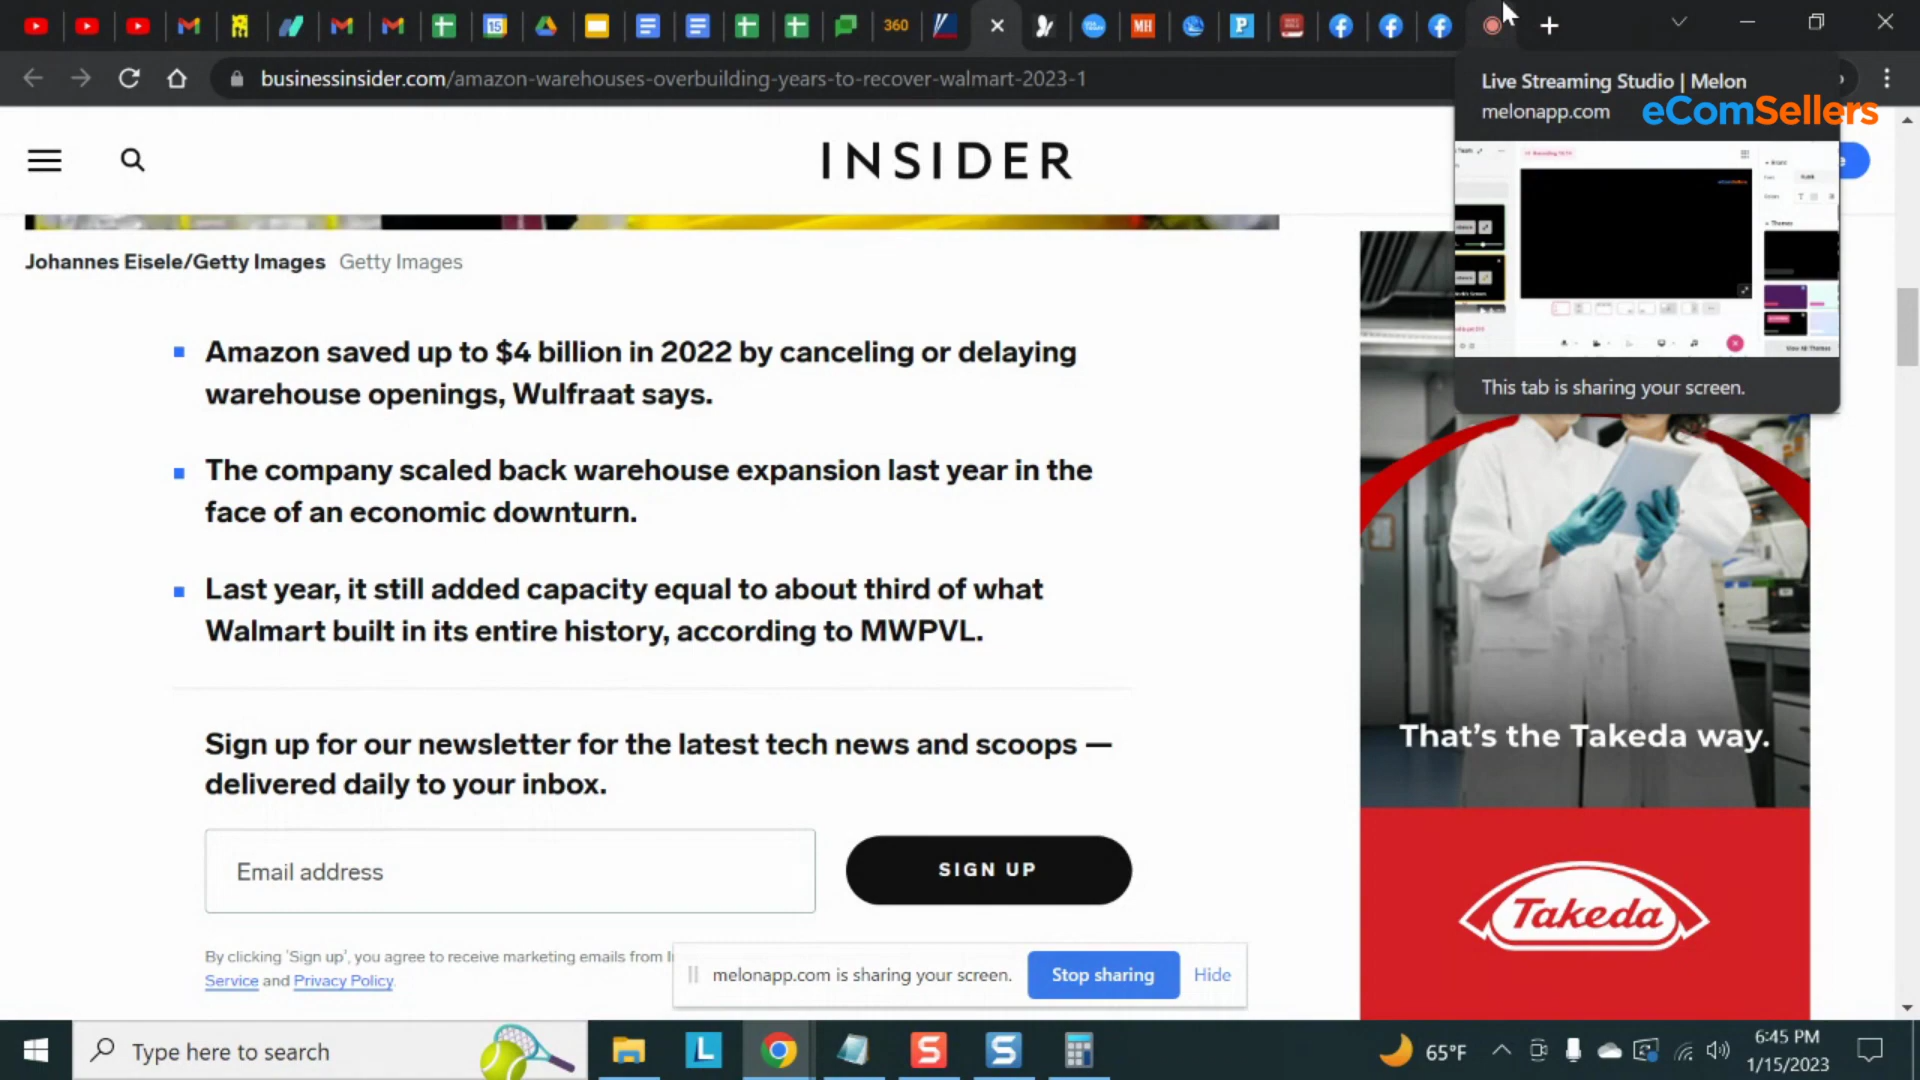 15
360
MH
P
businessinsider.com/amazon-warehouses-overbuilding-years-to-recover-walmart-2023-1
Live Streaming Studio | Melon
melonapp.com
eComSellers
INSIDER
Johannes Eisele/Getty Images Getty Images
Amazon saved up to $4 billion in 2022 by canceling or delaying
warehouse openings, Wulfraat says.
This tab is sharing your screen.
The company scaled back warehouse expansion last year in the
face of an economic downturn.
Last year, it still added capacity equal to about third of what
Walmart built in its entire history, according to MWPVL.
That's the Takeda way.
Takeda
Sign up for our newsletter for the latest tech news and scoops —
delivered daily to your inbox.
Email address
SIGN UP
By clicking 'Sign up', you agree to receive marketing emails from
Service and Privacy Policy.
melonapp.com is sharing your screen.
Stop sharing
Hide
Type here to search
L
S
S
65°F
6:45 PM
1/15/2023